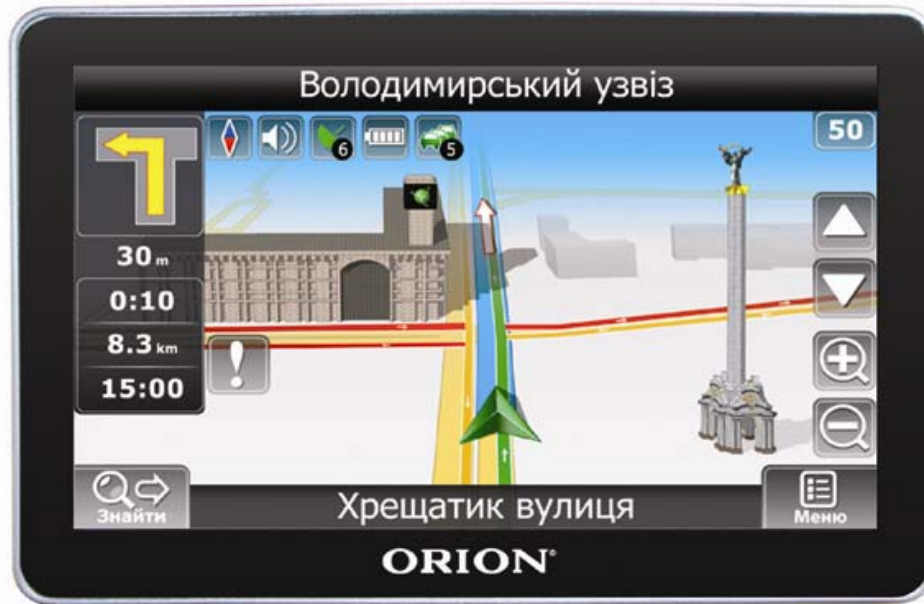 Володимирський узвіз
50
6
5
30 m
0:10
8.3 km
15:00
Знайти
Хрещатик вулиця
Меню
ORION®